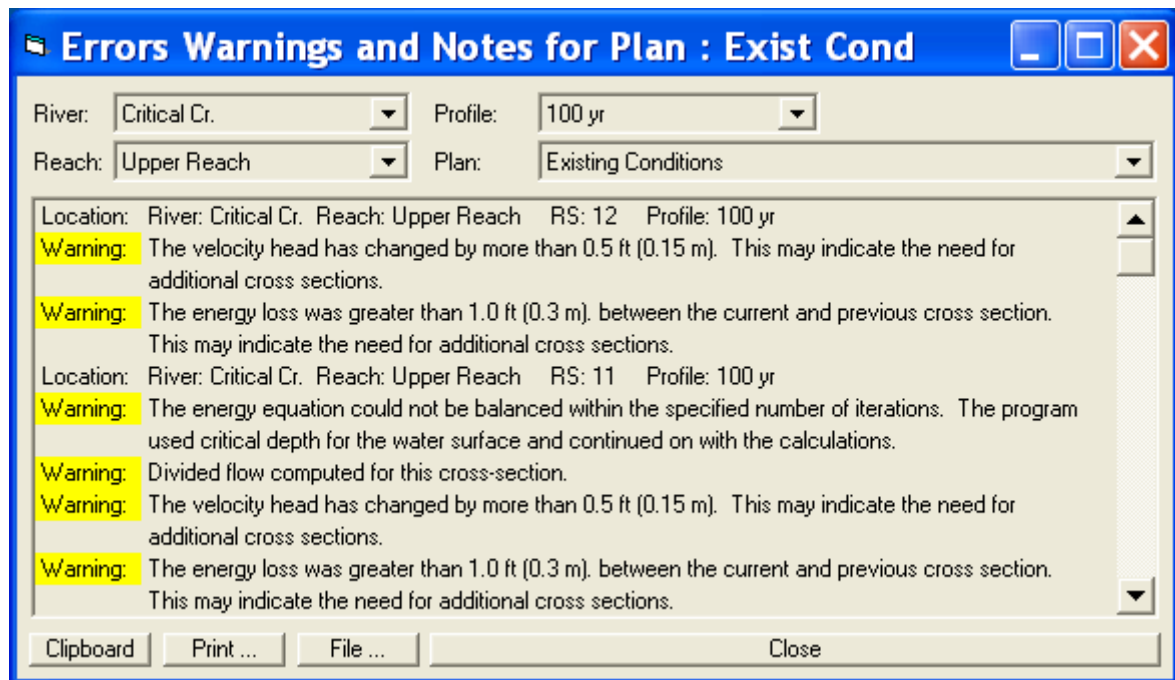 Errors Warnings and Notes for Plan : Exist Cond
River: Critical Cr. Profile: 100 yr
Reach: Upper Reach Plan: Existing Conditions
Location: River: Critical Cr. Reach: Upper Reach RS: 12 Profile: 100 yr
Warning: The velocity head has changed by more than 0.5 ft (0.15 m). This may indicate the need for
additional cross sections.
Warning: The energy loss was greater than 1.0 ft (0.3 m). between the current and previous cross section.
This may indicate the need for additional cross sections.
Location: River: Critical Cr. Reach: Upper Reach RS: 11 Profile: 100 yr
Warning: The energy equation could not be balanced within the specified number of iterations. The program
used critical depth for the water surface and continued on with the calculations.
Warning: Divided flow computed for this cross-section.
Warning: The velocity head has changed by more than 0.5 ft (0.15 m). This may indicate the need for
additional cross sections.
Warning: The energy loss was greater than 1.0 ft (0.3 m). between the current and previous cross section.
This may indicate the need for additional cross sections.
Clipboard Print ... File ... Close